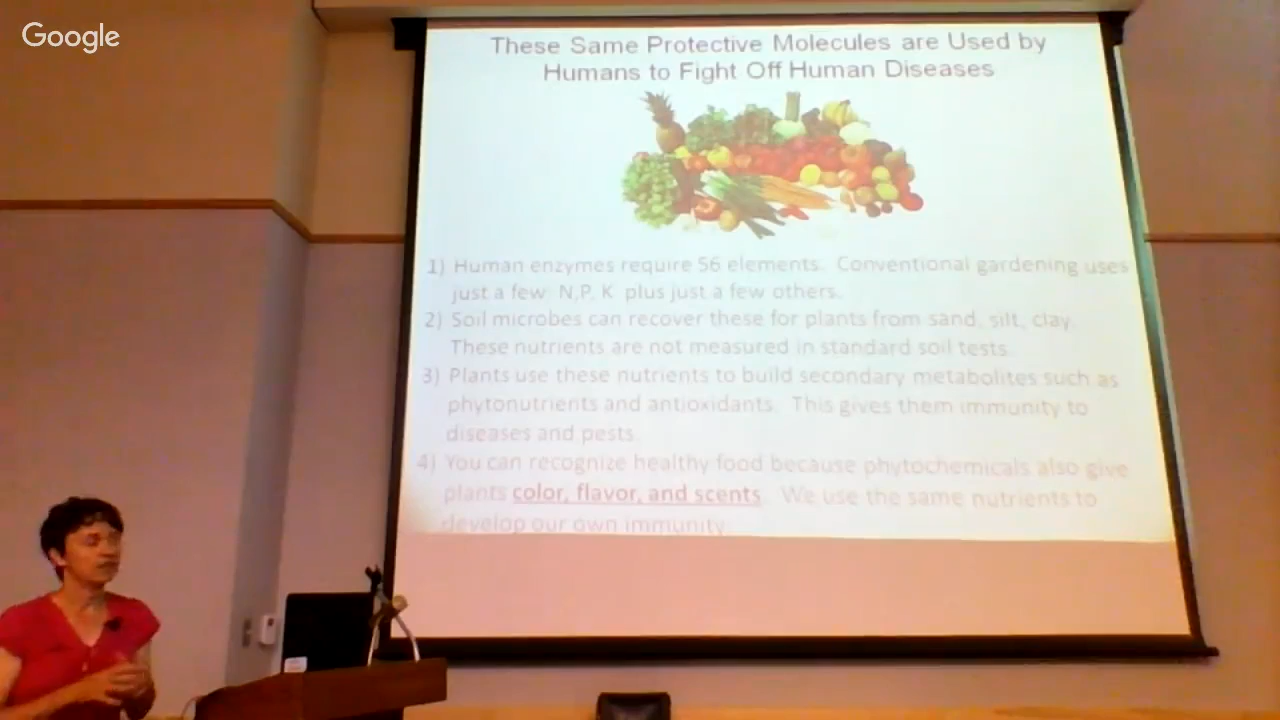 Google
These Same Protective Molecules are Used by
Humans to Fight Off Human Diseases
1) Human enzymes require 56 elements. Conventional gardening uses
just a few N,P, K plus just a few others.
2) Soil microbes can recover these for plants from sand, silt, clay.
These nutrients are not measured in standard soil tests.
3) Plants use these nutrients to build secondary metabolites such as
phytonutrients and antioxidants. This gives them immunity to
diseases and pests.
4) You can recognize healthy food because phytochemicals also give
plants color, flavor, and scents. We use the same nutrients to
develop our own immunity.